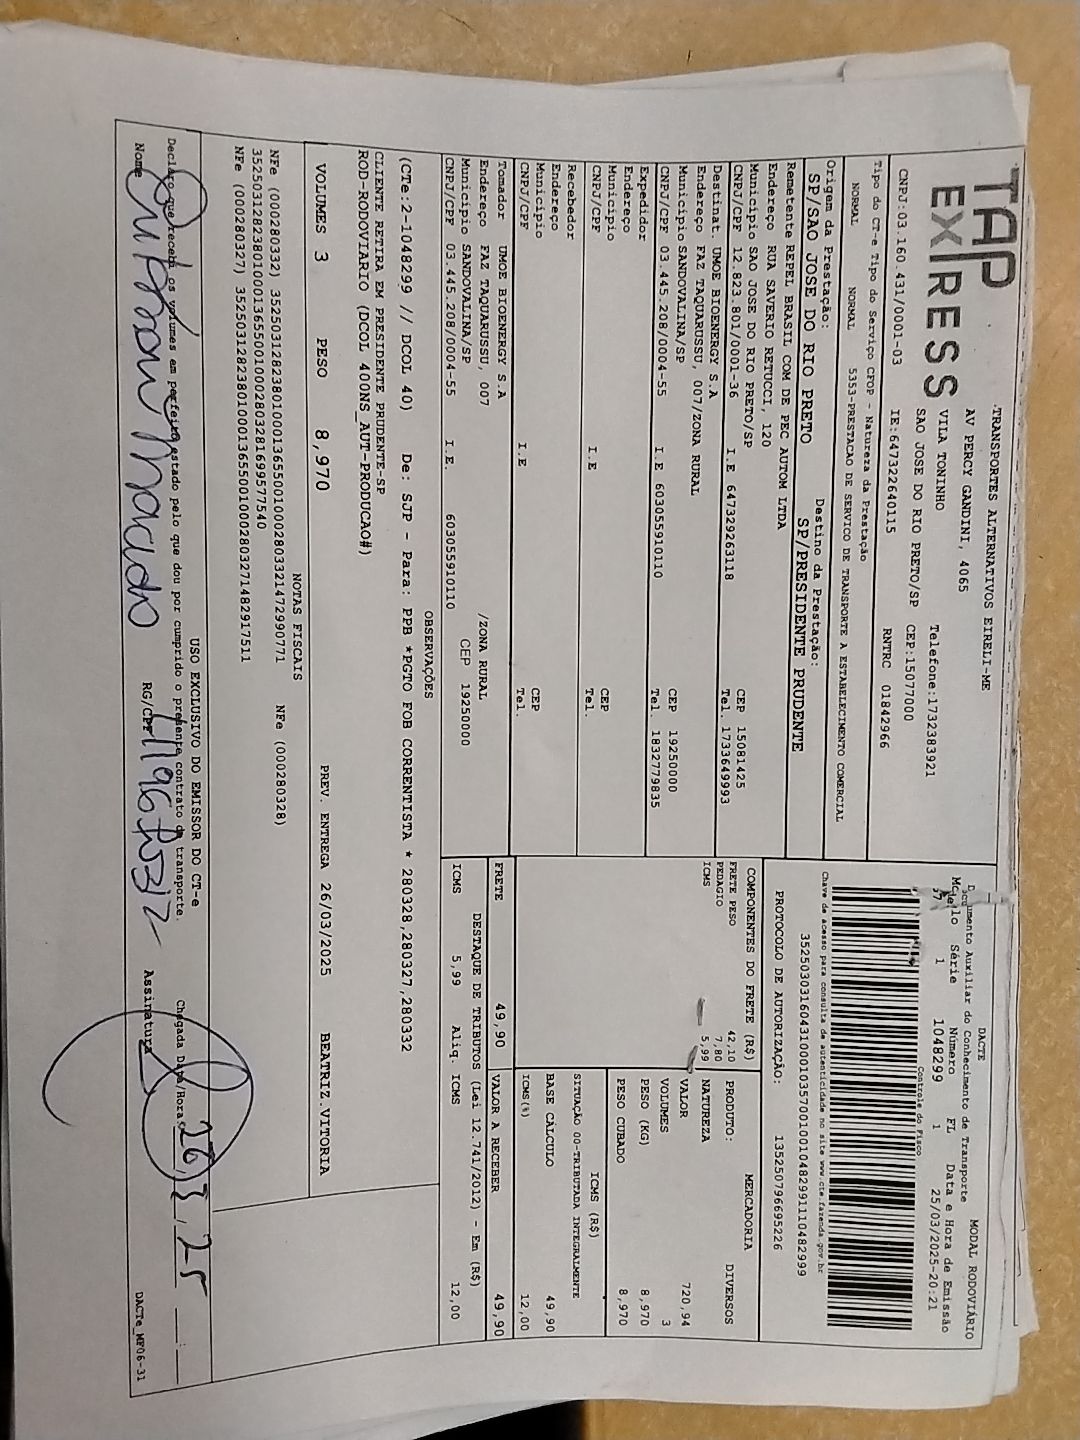 TAP
EXPRESS
TRANSPORTES ALTERNATIVOS EIRELI-ME
AV PERCY GANDINI, 4065
VILA TONINHO Telefone:1732383921
SAO JOSE DO RIO PRETO/SP CEP:15077000
CNPJ:03.160.431/0001-03 IE:647322640115 RNTRC 01842966
Tipo do CT-e Tipo do Serviço CFOP - Natureza da Prestação
NORMAL NORMAL 5353-PRESTACAO DE SERVICO DE TRANSPORTE A ESTABELECIMENTO COMERCIAL
Origem da Prestação: Destino da Prestação:
SP/SAO JOSE DO RIO PRETO SP/PRESIDENTE PRUDENTE
Remetente REPEL BRASIL COM DE PEC AUTOM LTDA
Endereço RUA SAVERIO RETUCCI, 120
Município SAO JOSE DO RIO PRETO/SP CEP 15081425
CNPJ/CPF 12.823.801/0001-36 I.E 647329263118 Tel. 1733649993
Destinat. UMOE BIOENERGY S.A
Endereço FAZ TAQUARUSSU, 007/ZONA RURAL
Município SANDOVALINA/SP CEP 19250000
CNPJ/CPF 03.445.208/0004-55 I.E 603055910110 Tel. 1832779835
Expedidor
Endereço
Município CEP
CNPJ/CPF I.E Tel.
Recebedor
Endereço
Município CEP
CNPJ/CPF I.E Tel.
Tomador UMOE BIOENERGY S.A
Endereço FAZ TAQUARUSSU, 007 /ZONA RURAL
Município SANDOVALINA/SP CEP 19250000
CNPJ/CPF 03.445.208/0004-55 I.E. 603055910110
DACTE MODAL RODOVIÁRIO
Documento Auxiliar do Conhecimento de Transporte
Modelo Série Número FL Data e Hora de Emissão
57 1 1048299 1 25/03/2025-20:21
Controle do Fisco
Chave de acesso para consulta de autenticidade no site www.cte.fazenda.gov.br
35250303160431000103570010010482991110482999
PROTOCOLO DE AUTORIZAÇÃO: 135250796695226
COMPONENTES DO FRETE (R$)
FRETE PESO 42,10
PEDAGIO 7,80
ICMS 5,99
PRODUTO: MERCADORIA
NATUREZA DIVERSOS
VALOR 720,94
VOLUMES 3
PESO (KG) 8,970
PESO CUBADO 8,970
ICMS (R$)
SITUAÇÃO 00-TRIBUTADA INTEGRALMENTE
BASE CÁLCULO 49,90
ICMS(%) 12,00
FRETE 49,90 VALOR A RECEBER 49,90
DESTAQUE DE TRIBUTOS (Lei 12.741/2012) - Em (R$)
ICMS 5,99 Aliq. ICMS 12,00
OBSERVAÇÕES
(CTe:2-1048299 // DCOL 40) De: SJP - Para: PPB *PGTO FOB CORRENTISTA * 280328,280327,280332
CLIENTE RETIRA EM PRESIDENTE PRUDENTE-SP
ROD-RODOVIARIO (DCOL 400NS_AUT-PRODUCAO#)
VOLUMES 3 PESO 8,970 PREV. ENTREGA 26/03/2025 BEATRIZ.VITORIA
NOTAS FISCAIS
NFe (000280332) 35250312823801000136550010002803321472990771 NFe (000280328)
35250312823801000136550010002803281699577540
NFe (000280327) 35250312823801000136550010002803271482917511
USO EXCLUSIVO DO EMISSOR DO CT-e
Declaro que recebi os volumes em perfeito estado pelo que dou por cumprido o presente contrato de transporte. Chegada Data/Hora: 26/3/25
Nome RG/CPF Assinatura
DACTe_MF06-31